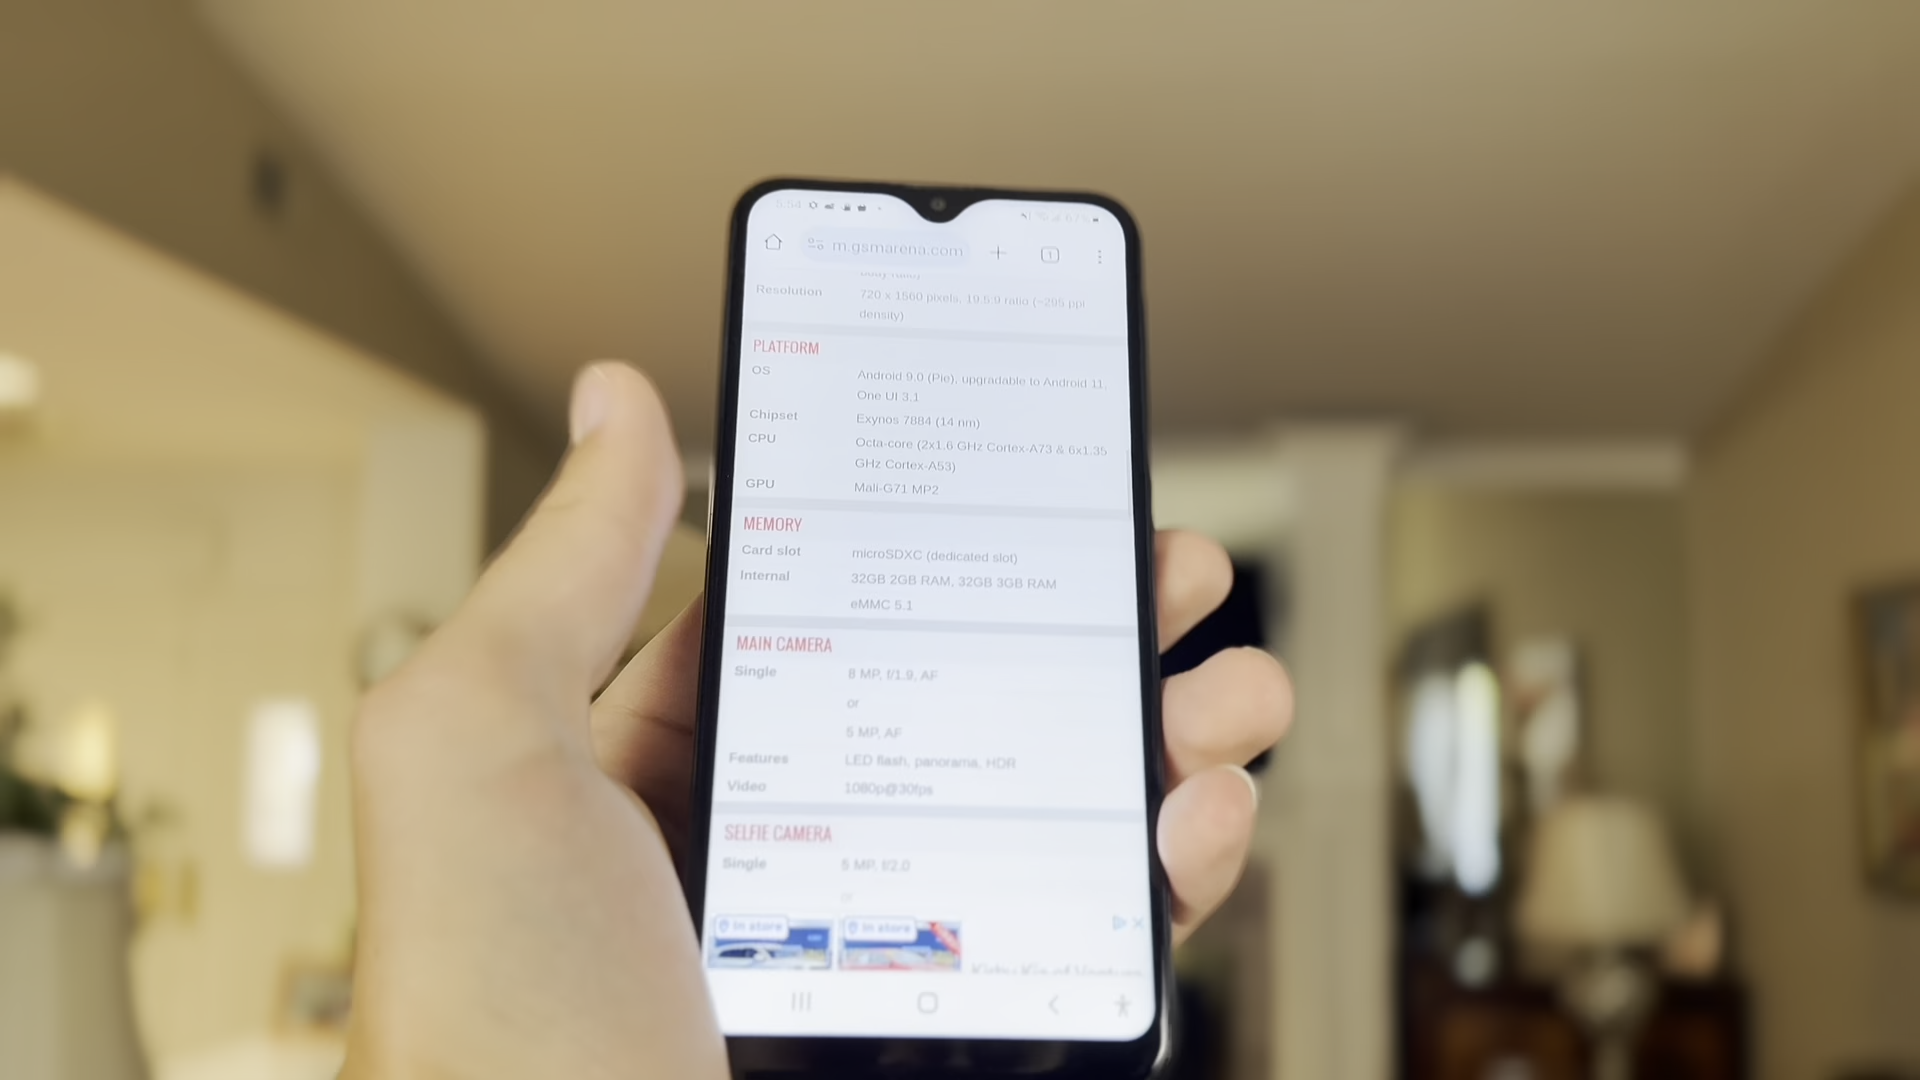 5:54
67%
m.gsmarena.com
1
Resolution 720 x 1560 pixels, 19.5:9 ratio (~295 ppi
density)
PLATFORM
OS Android 9.0 (Pie), upgradable to Android 11,
One UI 3.1
Chipset Exynos 7884 (14 nm)
CPU Octa-core (2x1.6 GHz Cortex-A73 & 6x1.35
GHz Cortex-A53)
GPU Mali-G71 MP2
MEMORY
Card slot microSDXC (dedicated slot)
Internal 32GB 2GB RAM, 32GB 3GB RAM
eMMC 5.1
MAIN CAMERA
Single 8 MP, f/1.9, AF
or
5 MP, AF
Features LED flash, panorama, HDR
Video 1080p@30fps
SELFIE CAMERA
Single 5 MP, f/2.0
or
In store In store